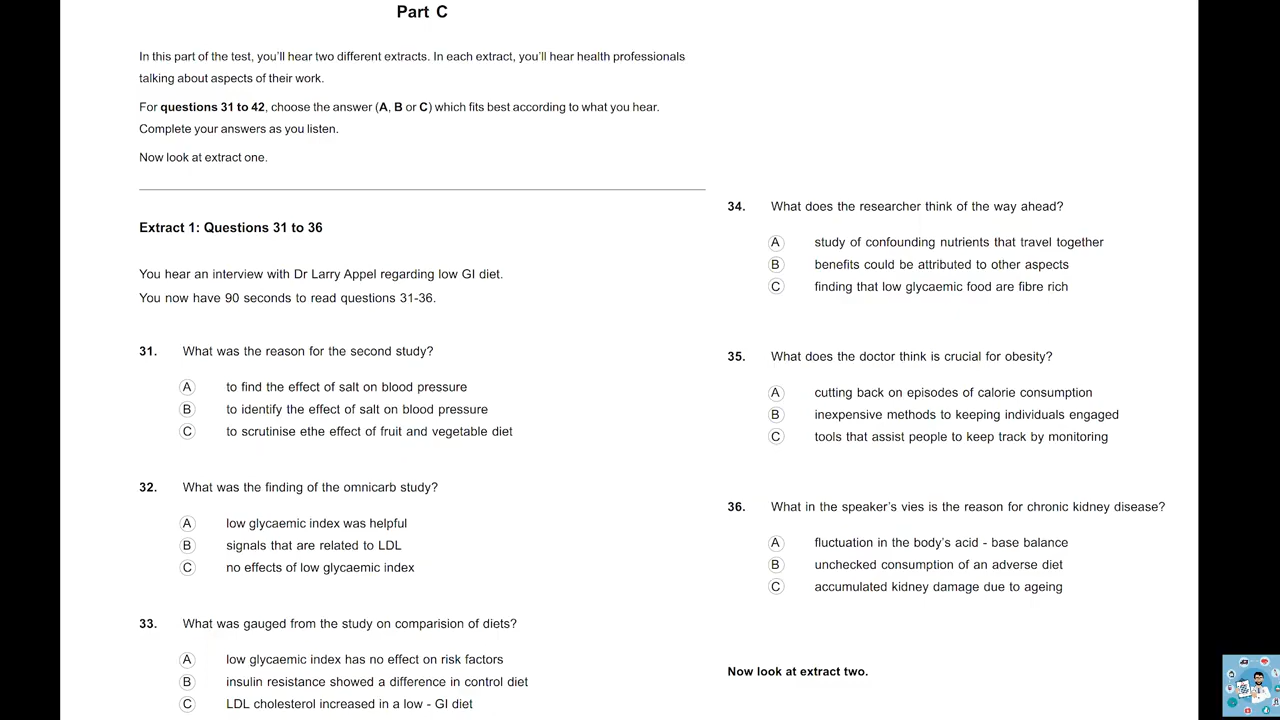 Part C
In this part of the test, you'll hear two different extracts. In each extract, you'll hear health professionals
talking about aspects of their work.
For questions 31 to 42, choose the answer (A, B or C) which fits best according to what you hear.
Complete your answers as you listen.
Now look at extract one.
Extract 1: Questions 31 to 36
You hear an interview with Dr Larry Appel regarding low GI diet.
You now have 90 seconds to read questions 31-36.
31. What was the reason for the second study?
A to find the effect of salt on blood pressure
B to identify the effect of salt on blood pressure
C to scrutinise ethe effect of fruit and vegetable diet
32. What was the finding of the omnicarb study?
A low glycaemic index was helpful
B signals that are related to LDL
C no effects of low glycaemic index
33. What was gauged from the study on comparision of diets?
A low glycaemic index has no effect on risk factors
B insulin resistance showed a difference in control diet
C LDL cholesterol increased in a low - GI diet
34. What does the researcher think of the way ahead?
A study of confounding nutrients that travel together
B benefits could be attributed to other aspects
C finding that low glycaemic food are fibre rich
35. What does the doctor think is crucial for obesity?
A cutting back on episodes of calorie consumption
B inexpensive methods to keeping individuals engaged
C tools that assist people to keep track by monitoring
36. What in the speaker's vies is the reason for chronic kidney disease?
A fluctuation in the body's acid - base balance
B unchecked consumption of an adverse diet
C accumulated kidney damage due to ageing
Now look at extract two.